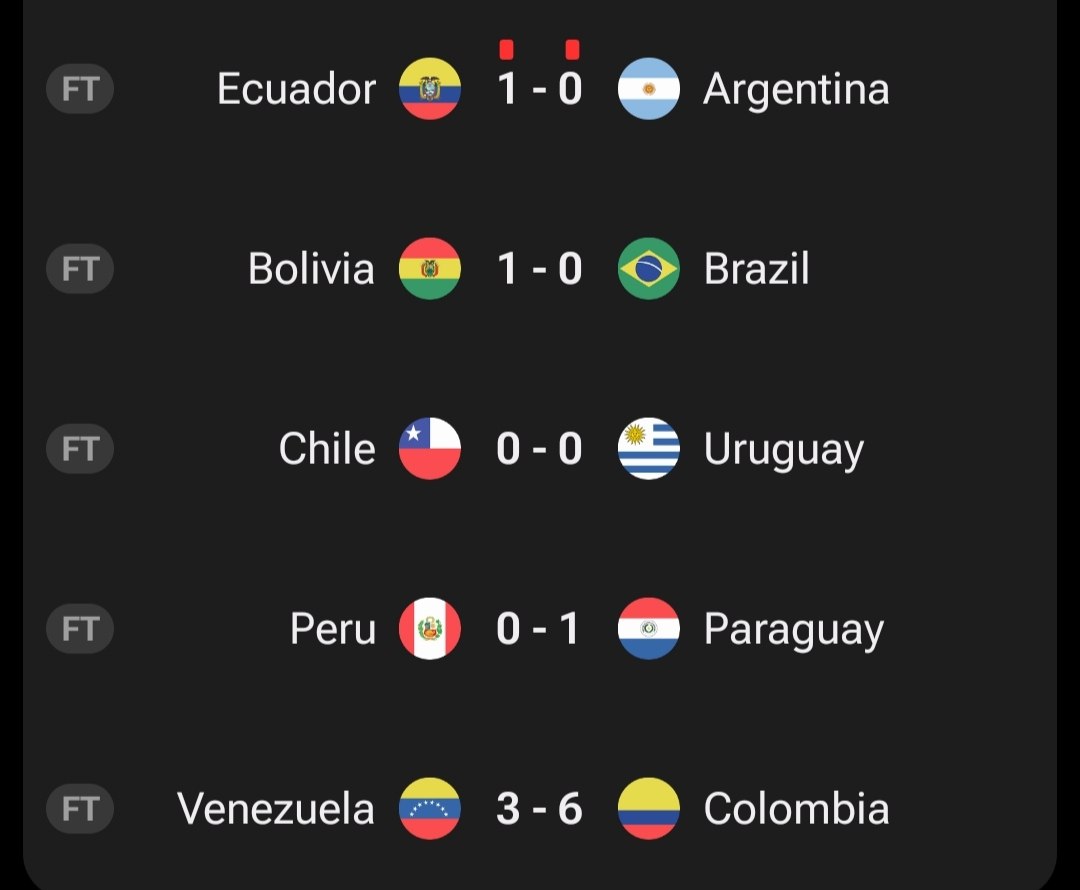 FT Ecuador 1 - 0 Argentina
FT Bolivia 1 - 0 Brazil
FT Chile 0 - 0 Uruguay
FT Peru 0 - 1 Paraguay
FT Venezuela 3 - 6 Colombia